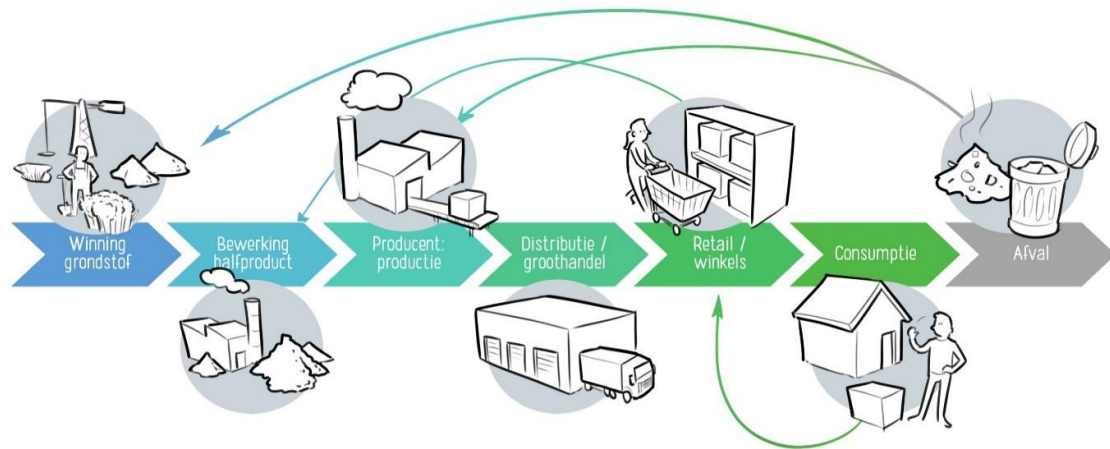 Winning
grondstof
Bewerking
halfproduct
Producent:
productie
Distributie /
groothandel
Retail /
winkels
Consumptie
Afval